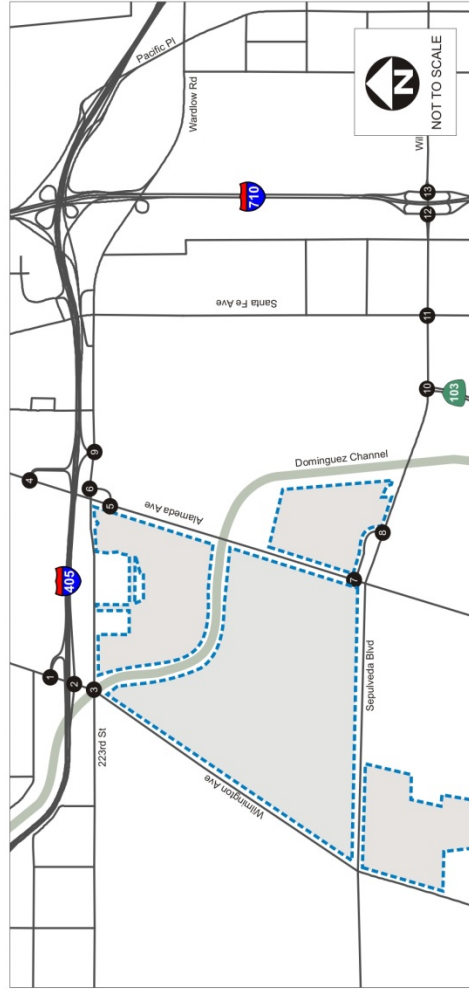 4
Pacific Pl
1
405
2
Wardlow Rd
3
6
9
223rd St
5
Alameda Ave
Santa Fe Ave
710
Wilmington Ave
Dominguez Channel
N
NOT TO SCALE
7
8
Sepulveda Blvd
10
11
12
13
Wil
103